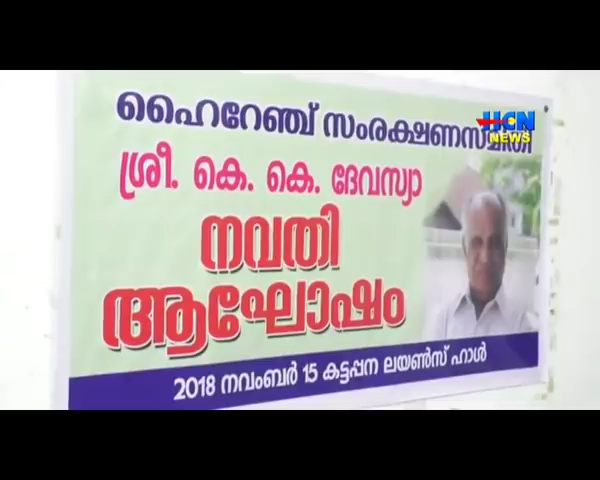 ഹൈറേഞ്ച് സംരക്ഷണസമിതി
HCN
NEWS
ശ്രീ. കെ. കെ. ദേവസ്യാ
നവതി
ആഘോഷം
2018 നവംബർ 15 കട്ടപ്പന ലയൺസ് ഹാൾ